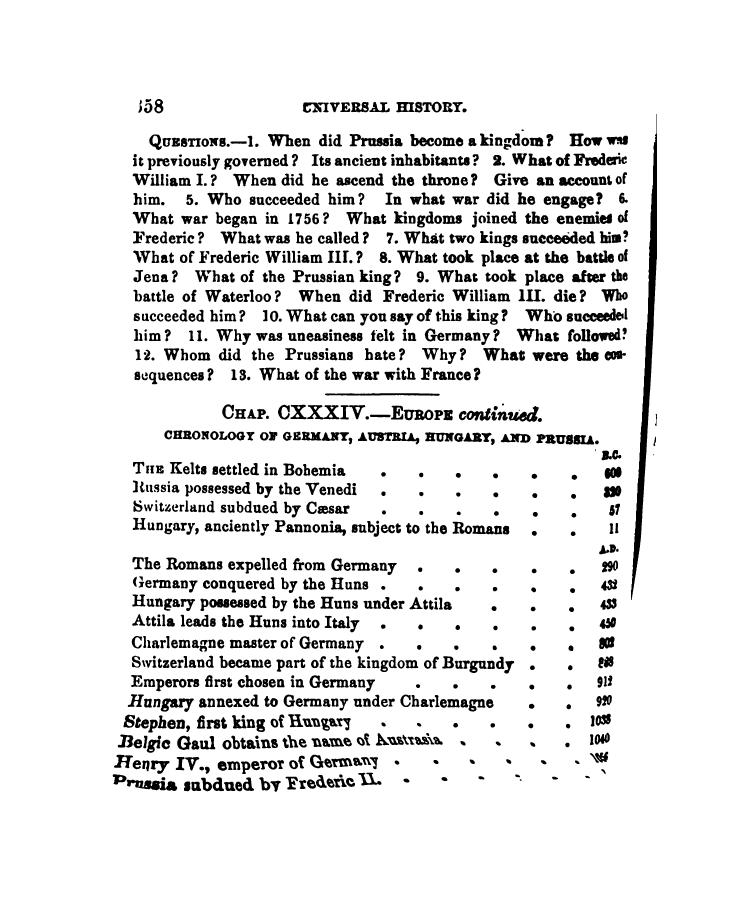 358 UNIVERSAL HISTORY.
QUESTIONS.—1. When did Prussia become a kingdom? How was
it previously governed? Its ancient inhabitants? 2. What of Frederic
William I.? When did he ascend the throne? Give an account of
him. 5. Who succeeded him? In what war did he engage? 6.
What war began in 1756? What kingdoms joined the enemies of
Frederic? What was he called? 7. What two kings succeeded him?
What of Frederic William III.? 8. What took place at the battle of
Jena? What of the Prussian king? 9. What took place after the
battle of Waterloo? When did Frederic William III. die? Who
succeeded him? 10. What can you say of this king? Who succeeded
him? 11. Why was uneasiness felt in Germany? What followed?
12. Whom did the Prussians hate? Why? What were the con-
sequences? 13. What of the war with France?
CHAP. CXXXIV.—EUROPE continued.
CHRONOLOGY OF GERMANY, AUSTRIA, HUNGARY, AND PRUSSIA.
B.C.
THE Kelts settled in Bohemia . . . . . . 600
Russia possessed by the Venedi . . . . . . 320
Switzerland subdued by Cæsar . . . . . . 57
Hungary, anciently Pannonia, subject to the Romans . . 11
A.D.
The Romans expelled from Germany . . . . . 290
Germany conquered by the Huns . . . . . . 432
Hungary possessed by the Huns under Attila . . . 433
Attila leads the Huns into Italy . . . . . . 450
Charlemagne master of Germany . . . . . . 802
Switzerland became part of the kingdom of Burgundy . .
Emperors first chosen in Germany . . . . . 912
Hungary annexed to Germany under Charlemagne . . 920
Stephen, first king of Hungary . . . . . . 1038
Belgic Gaul obtains the name of Austrasia . . . . 1040
Henry IV., emperor of Germany . . . . . .
Prussia subdued by Frederic II. . . . . . .